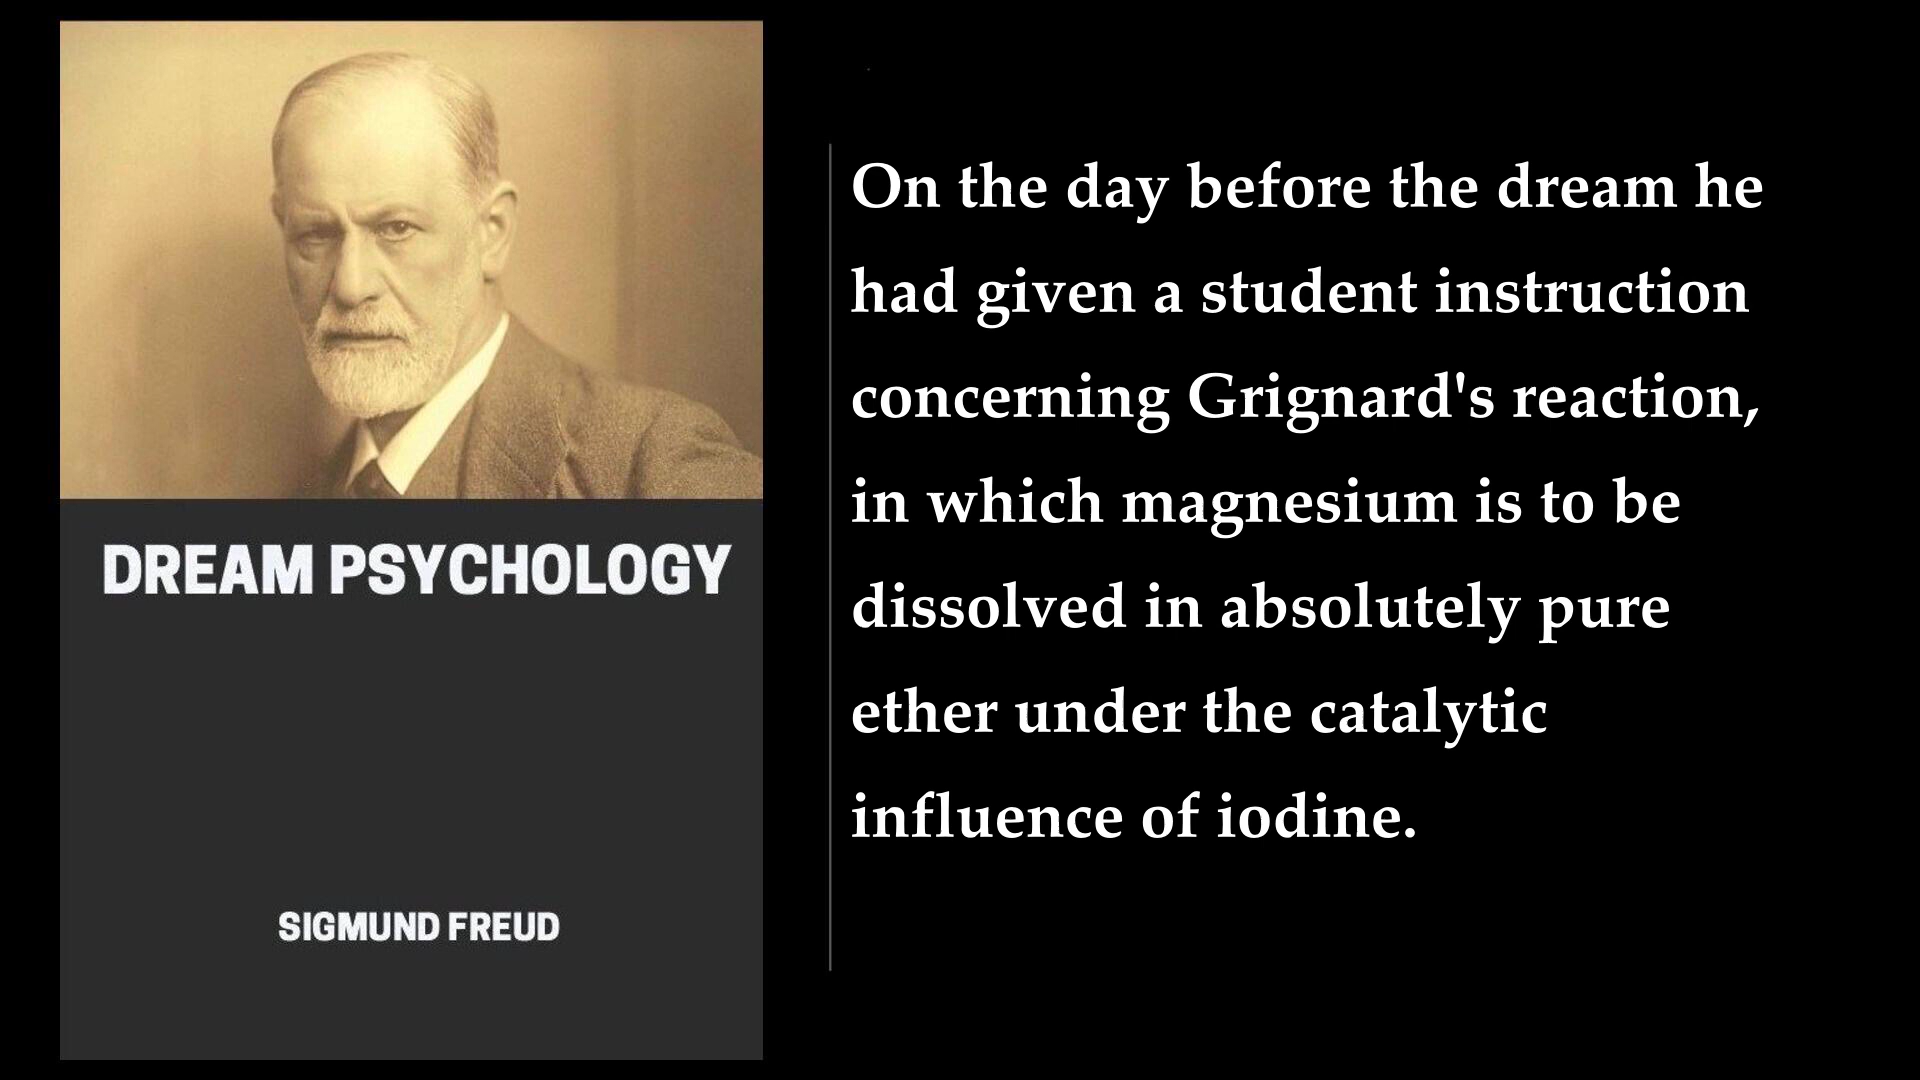 DREAM PSYCHOLOGY
SIGMUND FREUD
On the day before the dream he
had given a student instruction
concerning Grignard's reaction,
in which magnesium is to be
dissolved in absolutely pure
ether under the catalytic
influence of iodine.